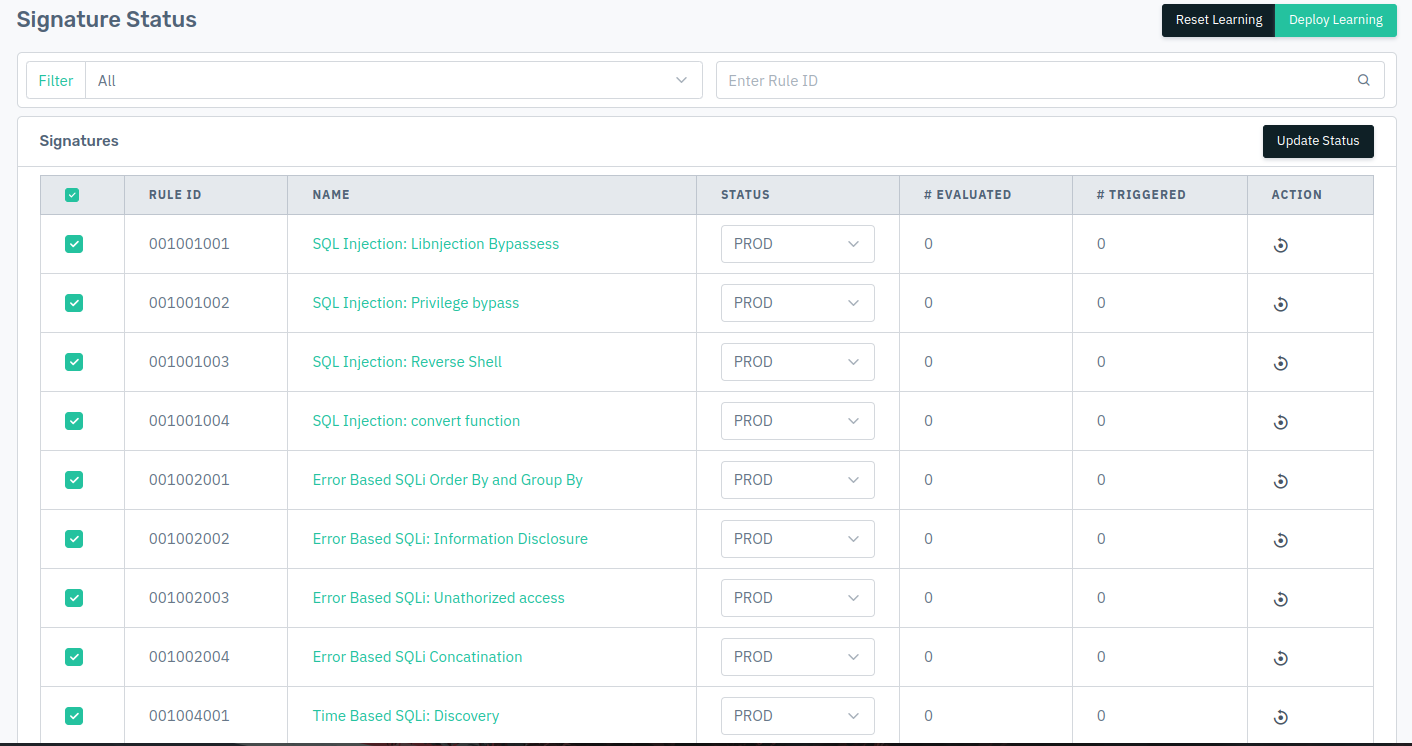 Signature Status
Reset Learning Deploy Learning
Filter All Enter Rule ID
Signatures Update Status
RULE ID NAME STATUS # EVALUATED # TRIGGERED ACTION
001001001 SQL Injection: Libnjection Bypassess PROD 0 0
001001002 SQL Injection: Privilege bypass PROD 0 0
001001003 SQL Injection: Reverse Shell PROD 0 0
001001004 SQL Injection: convert function PROD 0 0
001002001 Error Based SQLi Order By and Group By PROD 0 0
001002002 Error Based SQLi: Information Disclosure PROD 0 0
001002003 Error Based SQLi: Unathorized access PROD 0 0
001002004 Error Based SQLi Concatination PROD 0 0
001004001 Time Based SQLi: Discovery PROD 0 0